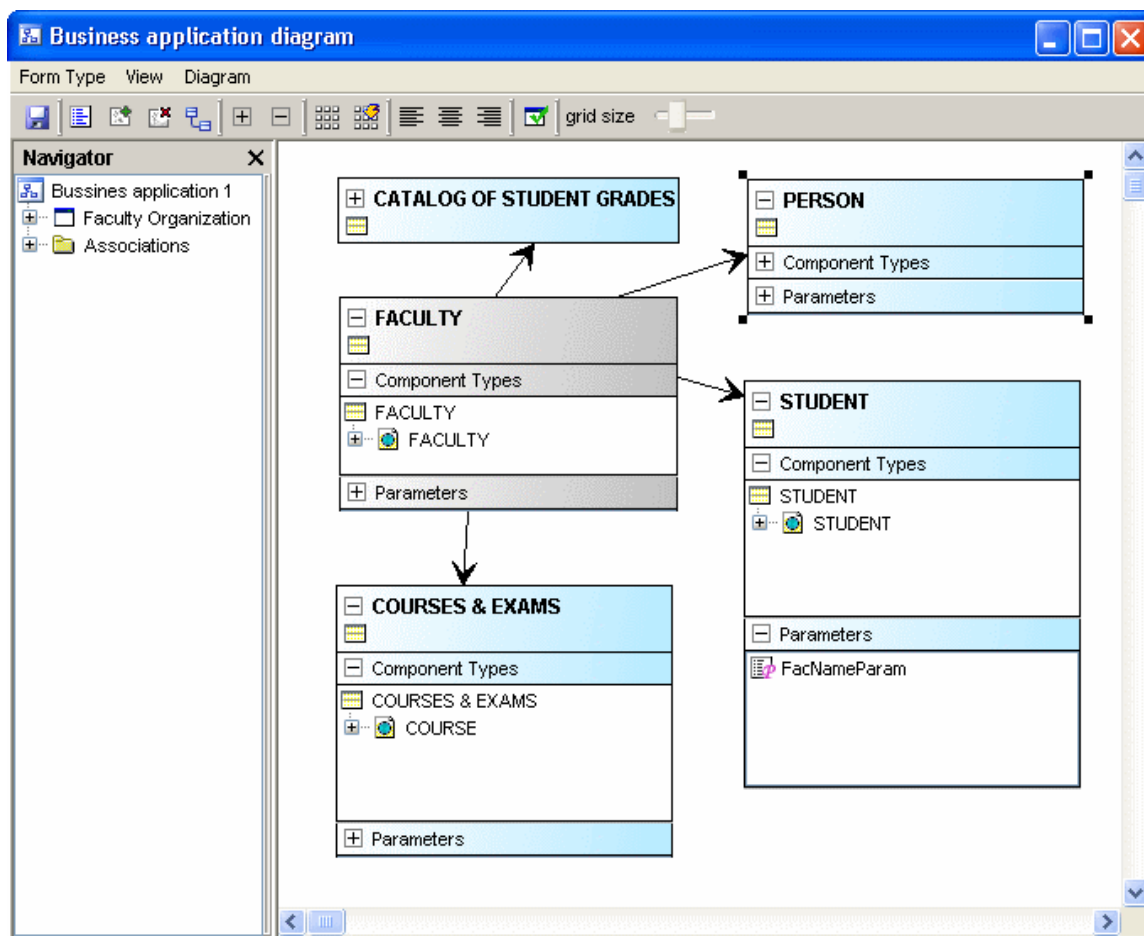 Business application diagram
Form Type View Diagram
grid size
Navigator
Bussines application 1
Faculty Organization
Associations
CATALOG OF STUDENT GRADES
PERSON
Component Types
Parameters
FACULTY
Component Types
FACULTY
FACULTY
Parameters
STUDENT
Component Types
STUDENT
STUDENT
Parameters
FacNameParam
COURSES & EXAMS
Component Types
COURSES & EXAMS
COURSE
Parameters